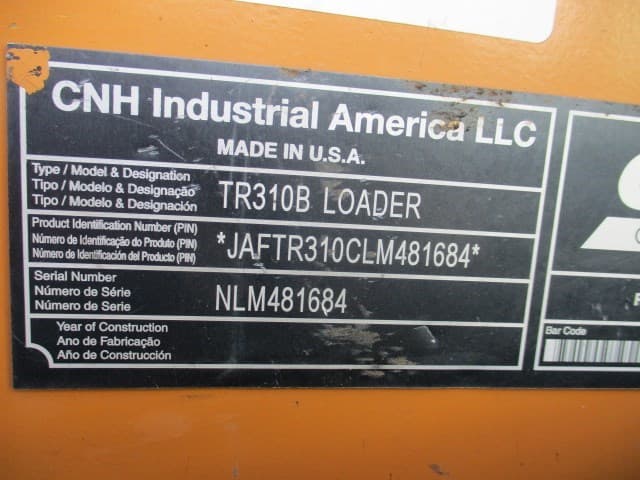 CNH Industrial America LLC
MADE IN U.S.A.
Type / Model & Designation
Tipo / Modelo & Designação
Tipo / Modelo & Designación
TR310B LOADER
Product Identification Number (PIN)
Número de Identificação do Produto (PIN)
Número de Identificación del Producto (PIN)
*JAFTR310CLM481684*
Serial Number
Número de Série
Número de Serie
NLM481684
Year of Construction
Ano de Fabricação
Año de Construcción
Bar Code